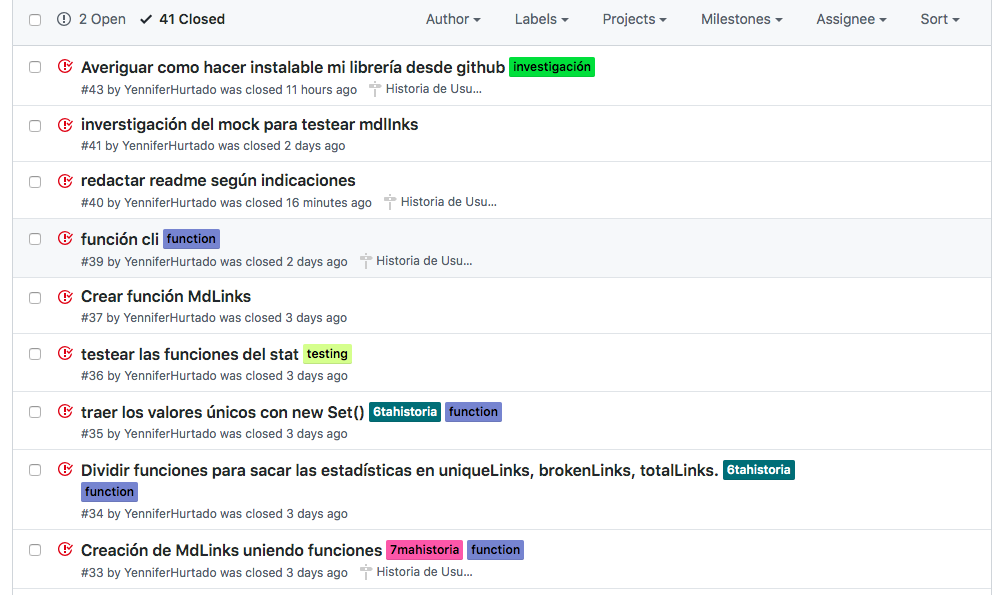 2 Open 41 Closed Author Labels Projects Milestones Assignee Sort
Averiguar como hacer instalable mi librería desde github investigación
#43 by YenniferHurtado was closed 11 hours ago Historia de Usu...
inverstigación del mock para testear mdlInks
#41 by YenniferHurtado was closed 2 days ago
redactar readme según indicaciones
#40 by YenniferHurtado was closed 16 minutes ago Historia de Usu...
función cli function
#39 by YenniferHurtado was closed 2 days ago Historia de Usu...
Crear función MdLinks
#37 by YenniferHurtado was closed 3 days ago
testear las funciones del stat testing
#36 by YenniferHurtado was closed 3 days ago
traer los valores únicos con new Set() 6tahistoria function
#35 by YenniferHurtado was closed 3 days ago
Dividir funciones para sacar las estadísticas en uniqueLinks, brokenLinks, totalLinks. 6tahistoria
function
#34 by YenniferHurtado was closed 3 days ago
Creación de MdLinks uniendo funciones 7mahistoria function
#33 by YenniferHurtado was closed 3 days ago Historia de Usu...